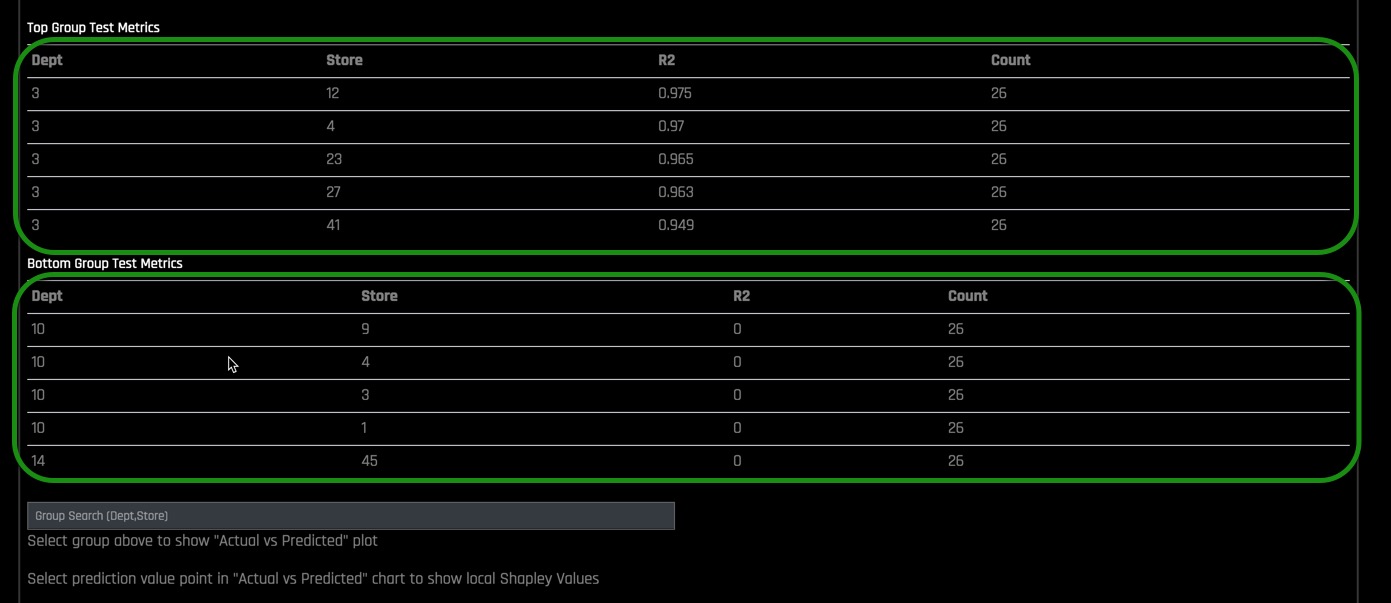 Top Group Test Metrics
Dept Store R2 Count
3 12 0.975 26
3 4 0.97 26
3 23 0.965 26
3 27 0.963 26
3 41 0.949 26
Bottom Group Test Metrics
Dept Store R2 Count
10 9 0 26
10 4 0 26
10 3 0 26
10 1 0 26
14 45 0 26
Group Search (Dept,Store)
Select group above to show "Actual vs Predicted" plot
Select prediction value point in "Actual vs Predicted" chart to show local Shapley Values